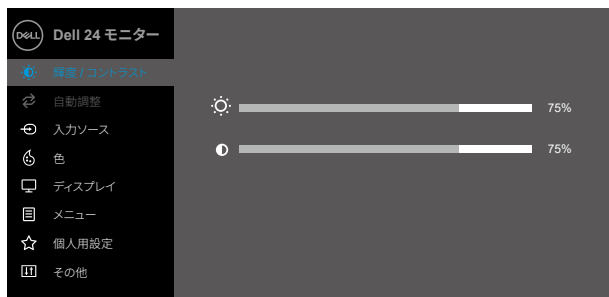 DELL
Dell 24 モニター
輝度 / コントラスト
自動調整
入力ソース
色
ディスプレイ
メニュー
個人用設定
その他
75%
75%